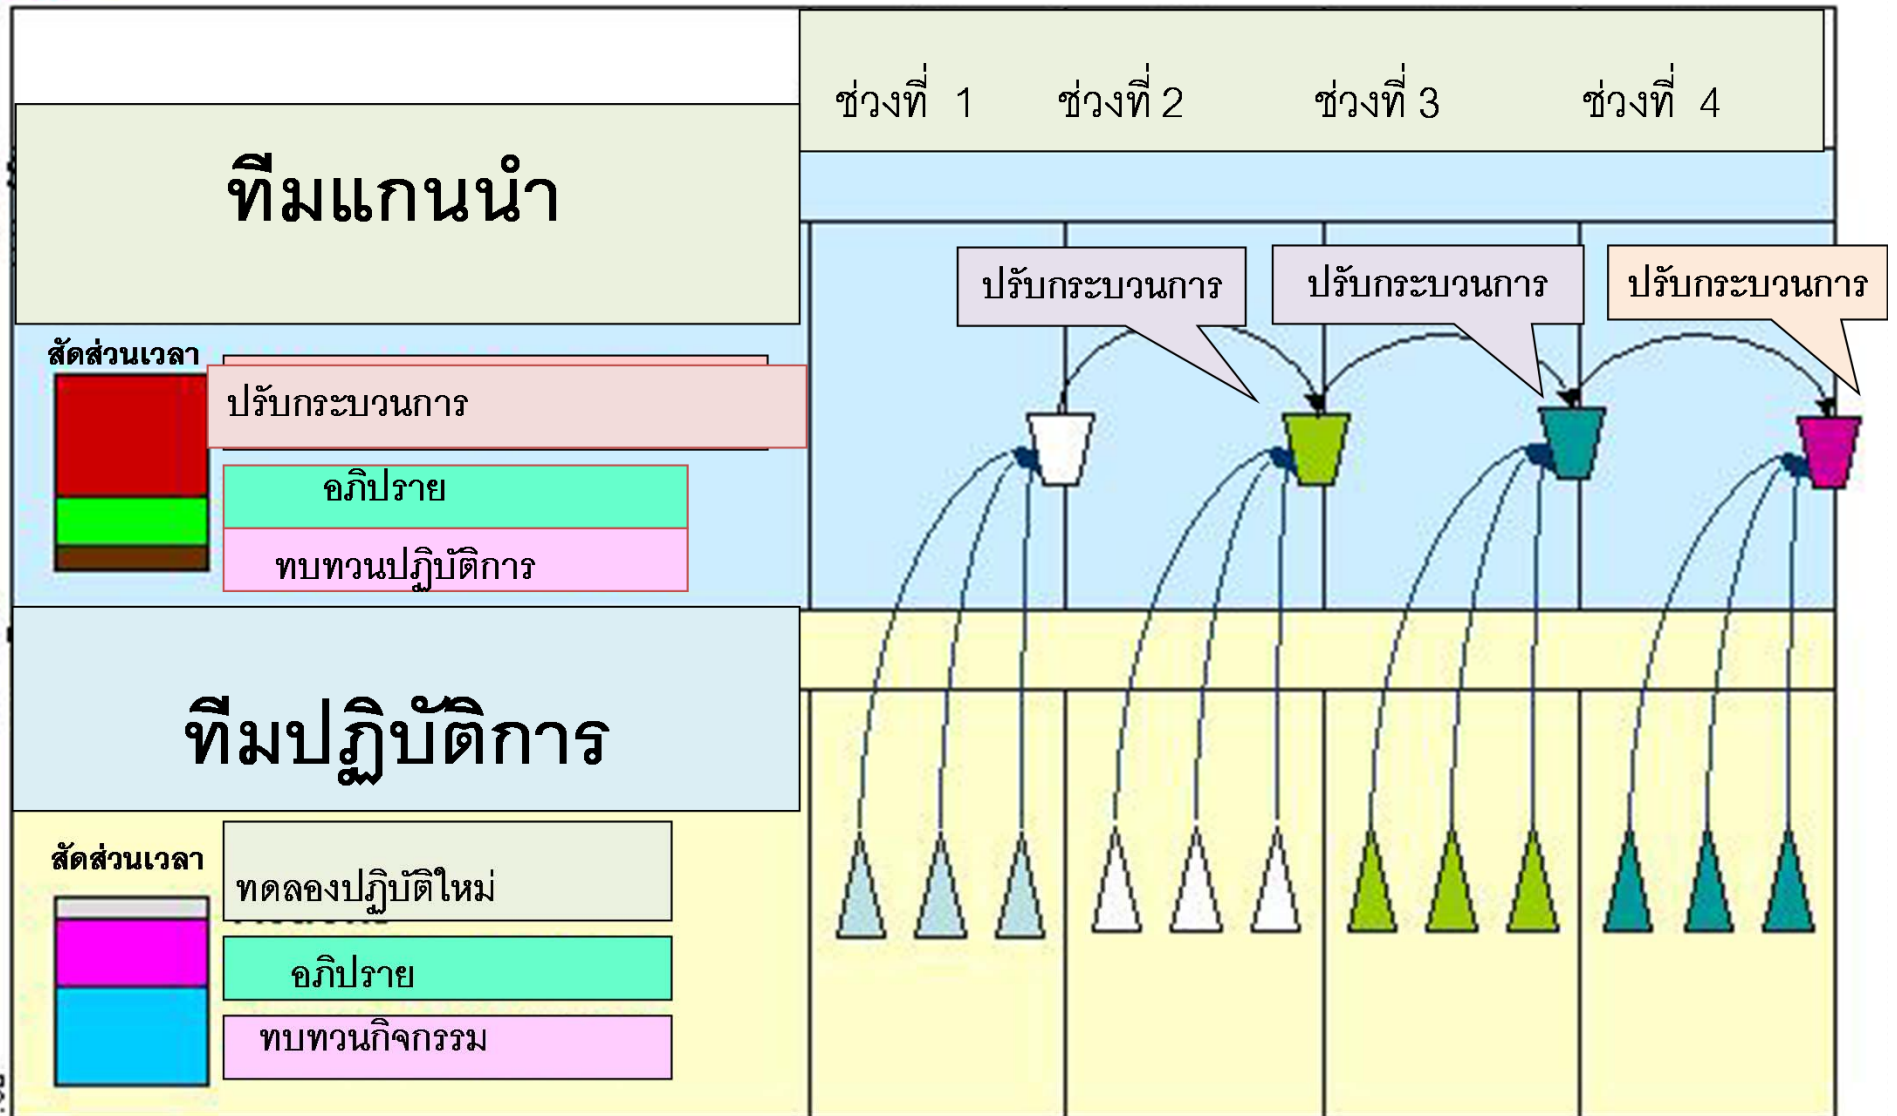 ช่วงที่ 1 ช่วงที่ 2 ช่วงที่ 3 ช่วงที่ 4
ทีมแกนนำ
ปรับกระบวนการ ปรับกระบวนการ ปรับกระบวนการ
สัดส่วนเวลา
ปรับกระบวนการ
อภิปราย
ทบทวนปฏิบัติการ
ทีมปฏิบัติการ
สัดส่วนเวลา
ทดลองปฏิบัติใหม่
อภิปราย
ทบทวนกิจกรรม